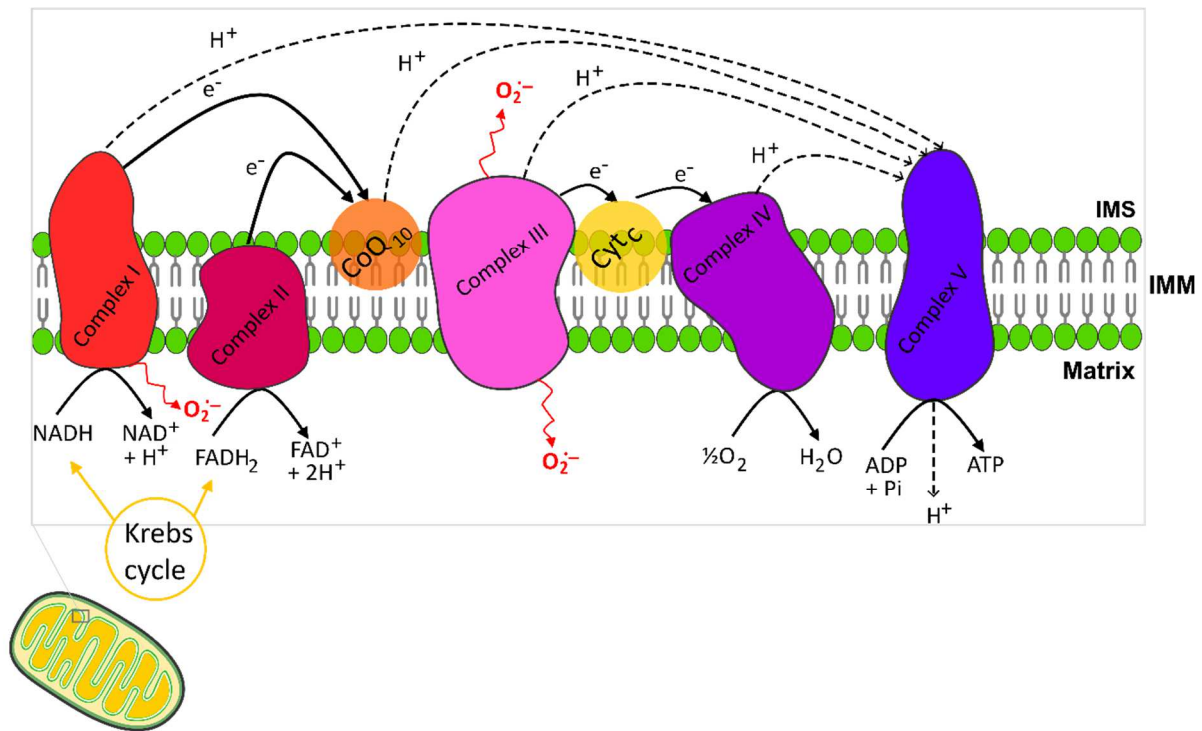 H⁺
H⁺
H⁺
H⁺
e⁻
e⁻
e⁻
e⁻
O₂·⁻
Complex I
Complex II
CoQ₁₀
Complex III
Cytc
Complex IV
Complex V
IMS
IMM
Matrix
O₂·⁻
O₂·⁻
NADH
NAD⁺
+ H⁺
FADH₂
FAD⁺
+ 2H⁺
½O₂
H₂O
ADP
+ Pi
ATP
H⁺
Krebs
cycle